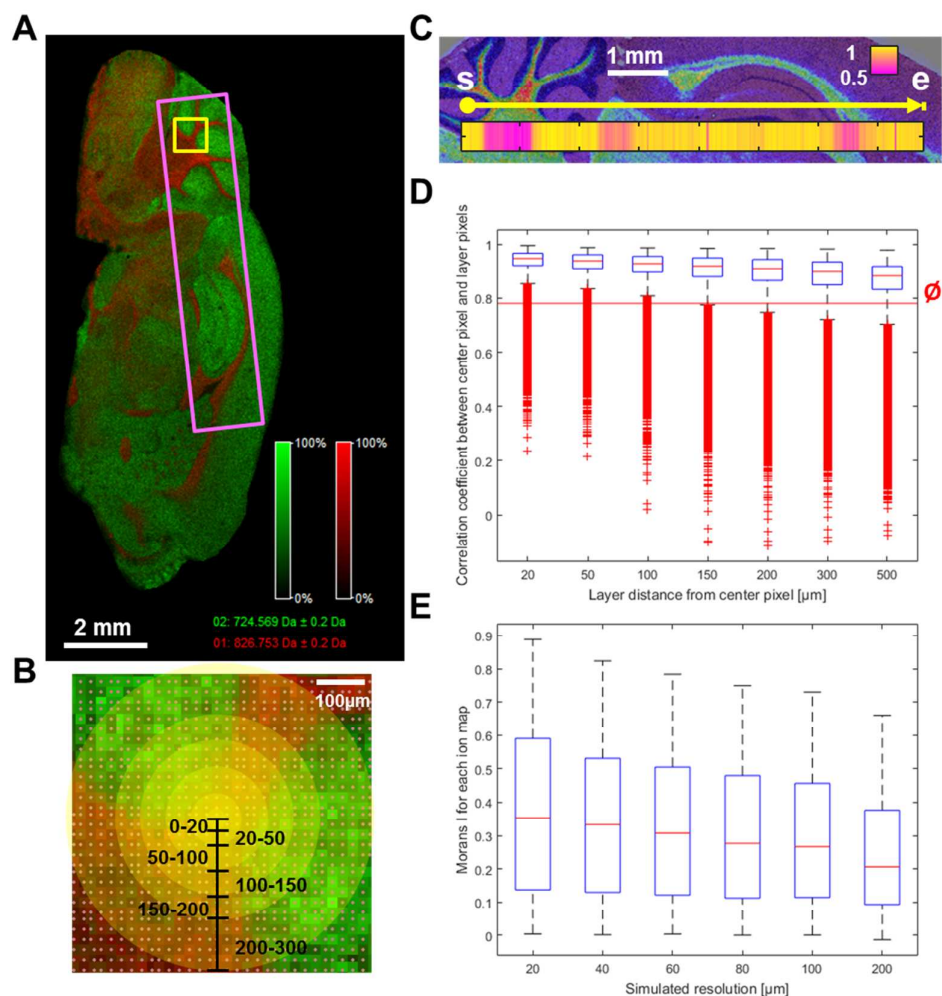 A
100%
100%
0%
0%
2 mm
02: 724.569 Da ± 0.2 Da
01: 826.753 Da ± 0.2 Da
B
100µm
0-20
20-50
50-100
100-150
150-200
200-300
C
1 mm
1
0.5
s
e
D
Correlation coefficient between center pixel and layer pixels
1
0.8
0.6
0.4
0.2
0
Ø
20 50 100 150 200 300 500
Layer distance from center pixel [µm]
E
Morans I for each ion map
0.9
0.8
0.7
0.6
0.5
0.4
0.3
0.2
0.1
0
20 40 60 80 100 200
Simulated resolution [µm]